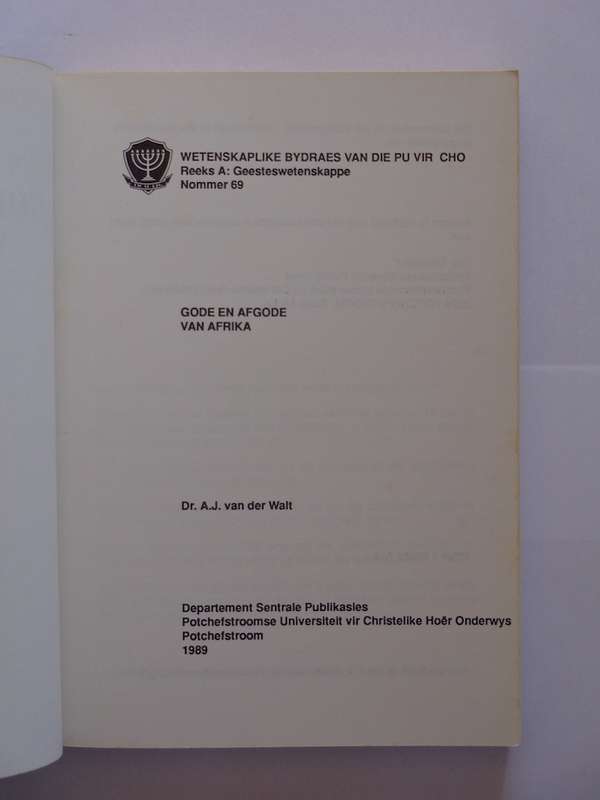 WETENSKAPLIKE BYDRAES VAN DIE PU VIR CHO
Reeks A: Geesteswetenskappe
Nommer 69
GODE EN AFGODE
VAN AFRIKA
Dr. A.J. van der Walt
Departement Sentrale Publikasies
Potchefstroomse Universiteit vir Christelike Hoër Onderwys
Potchefstroom
1989